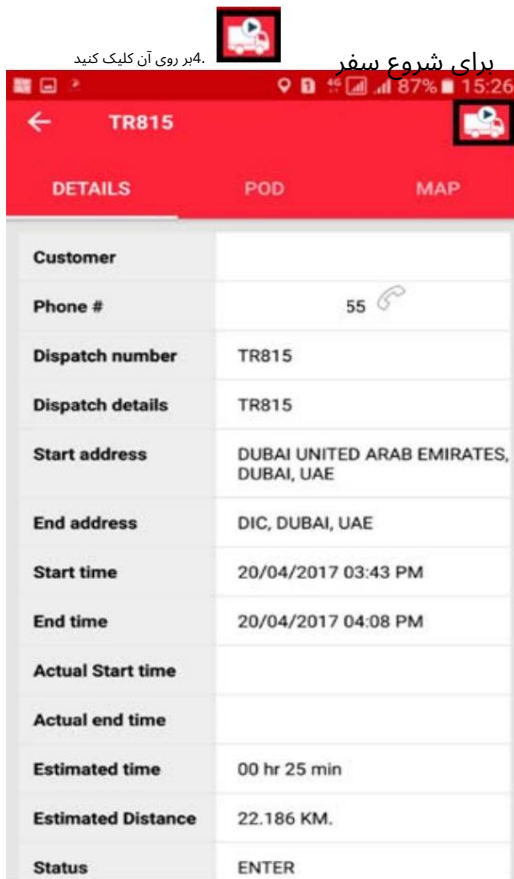 4. بر روی آن کلیک کنید برای شروع سفر
4G 87% 15:26
TR815
DETAILS POD MAP
Customer
Phone # 55
Dispatch number TR815
Dispatch details TR815
Start address DUBAI UNITED ARAB EMIRATES,
DUBAI, UAE
End address DIC, DUBAI, UAE
Start time 20/04/2017 03:43 PM
End time 20/04/2017 04:08 PM
Actual Start time
Actual end time
Estimated time 00 hr 25 min
Estimated Distance 22.186 KM.
Status ENTER